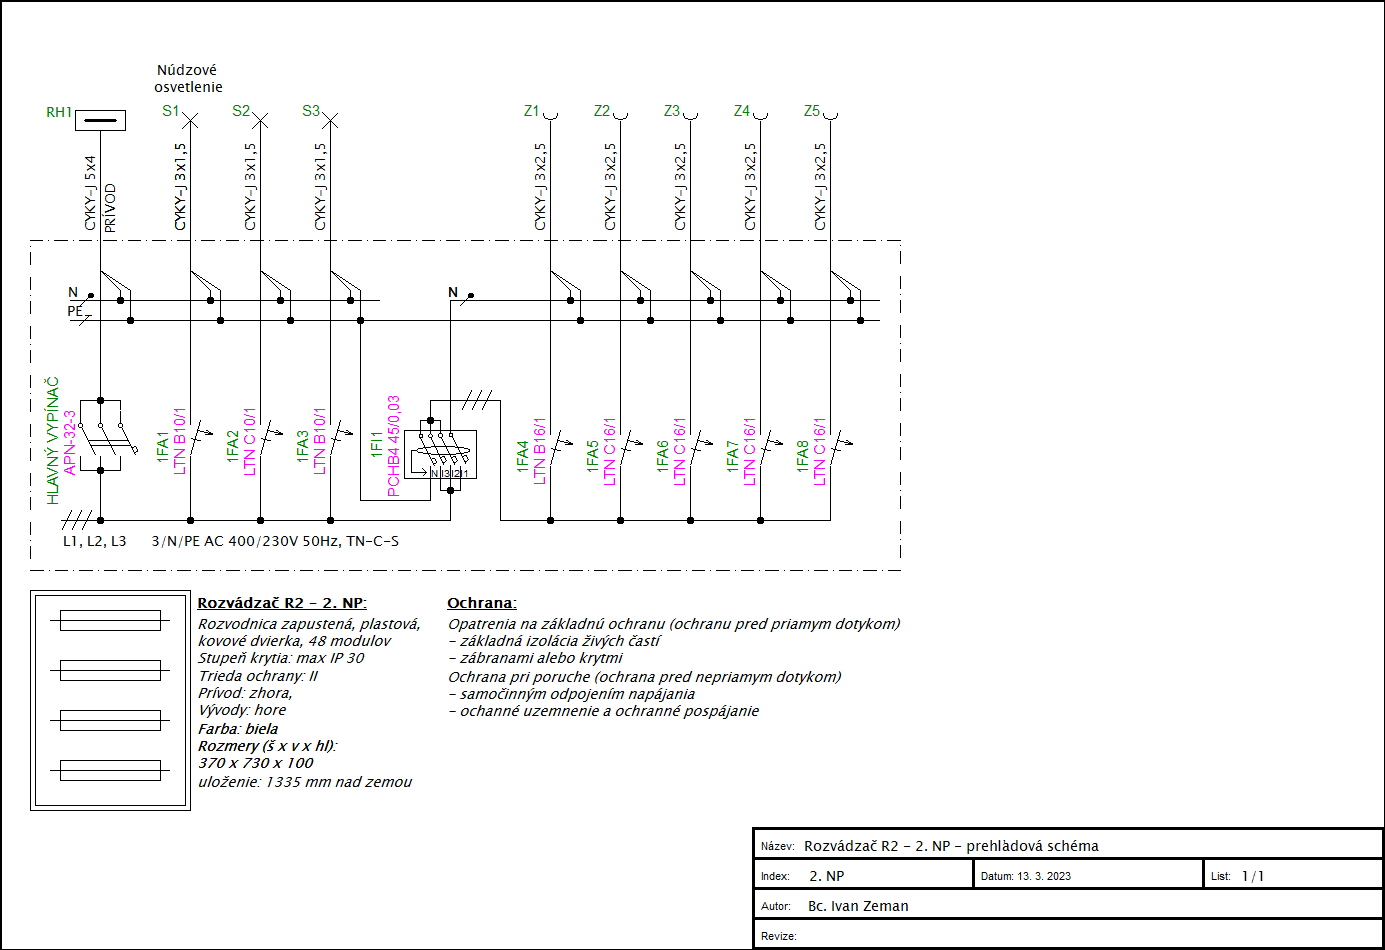 Núdzové
osvetlenie
RH1
S1
S2
S3
Z1
Z2
Z3
Z4
Z5
CYKY-J 5x4
PRÍVOD
CYKY-J 3x1,5
CYKY-J 3x1,5
CYKY-J 3x1,5
CYKY-J 3x2,5
CYKY-J 3x2,5
CYKY-J 3x2,5
CYKY-J 3x2,5
CYKY-J 3x2,5
N
PE
N
HLAVNÝ VYPÍNAČ
APN-32-3
1FA1
LTN B10/1
1FA2
LTN C10/1
1FA3
LTN B10/1
1FI1
PCHB4 45/0,03
N l3 l2 l1
1FA4
LTN B16/1
1FA5
LTN C16/1
1FA6
LTN C16/1
1FA7
LTN C16/1
1FA8
LTN C16/1
L1, L2, L3 3/N/PE AC 400/230V 50Hz, TN-C-S
Rozvádzač R2 - 2. NP:
Rozvodnica zapustená, plastová,
kovové dvierka, 48 modulov
Stupeň krytia: max IP 30
Trieda ochrany: II
Prívod: zhora,
Vývody: hore
Farba: biela
Rozmery (š x v x hl):
370 x 730 x 100
uloženie: 1335 mm nad zemou
Ochrana:
Opatrenia na základnú ochranu (ochranu pred priamym dotykom)
- základná izolácia živých častí
- zábranami alebo krytmi
Ochrana pri poruche (ochrana pred nepriamym dotykom)
- samočinným odpojením napájania
- ochanné uzemnenie a ochranné pospájanie
Název: Rozvádzač R2 - 2. NP - prehľadová schéma
Index: 2. NP
Datum: 13. 3. 2023
List: 1/1
Autor: Bc. Ivan Zeman
Revize: